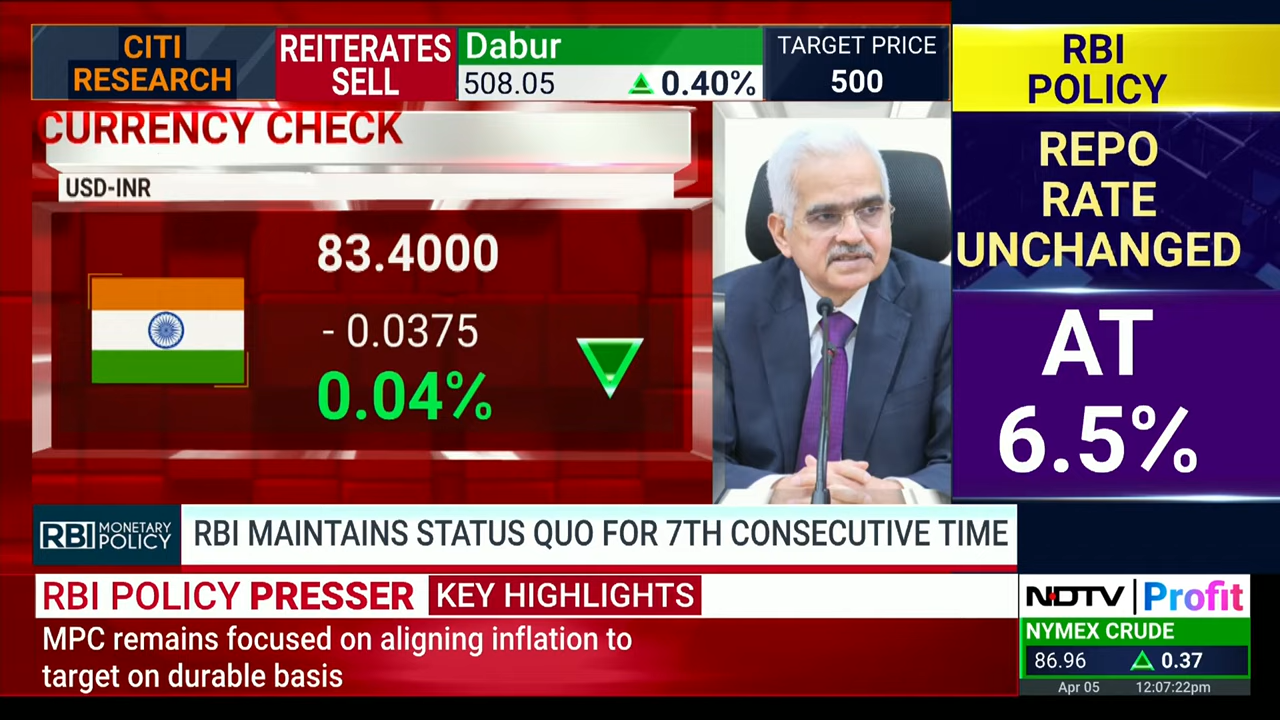 CITI
RESEARCH
REITERATES
SELL
Dabur
508.05
0.40%
TARGET PRICE
500
RBI
POLICY
REPO
RATE
UNCHANGED
AT
6.5%
CURRENCY CHECK
USD-INR
83.4000
- 0.0375
0.04%
RBI MONETARY
POLICY
RBI MAINTAINS STATUS QUO FOR 7TH CONSECUTIVE TIME
RBI POLICY PRESSER KEY HIGHLIGHTS
MPC remains focused on aligning inflation to
target on durable basis
NDTV Profit
NYMEX CRUDE
86.96 0.37
Apr 05 12:07:22pm